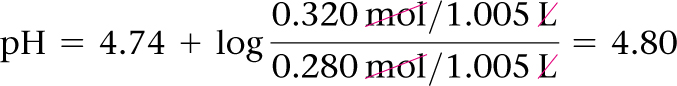 pH = 4.74 + log 0.320 mol/1.005 L / 0.280 mol/1.005 L = 4.80